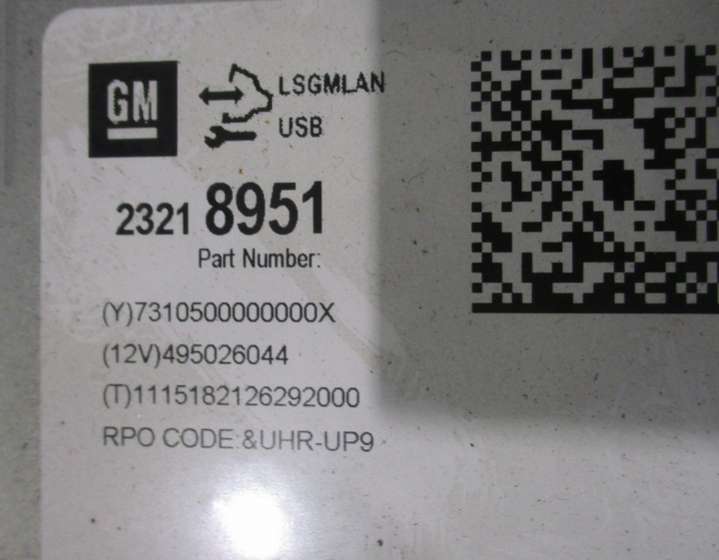 GM
LSGMLAN
USB
2321 8951
Part Number:
(Y)7310500000000X
(12V)495026044
(T)1115182126292000
RPO CODE:&UHR-UP9